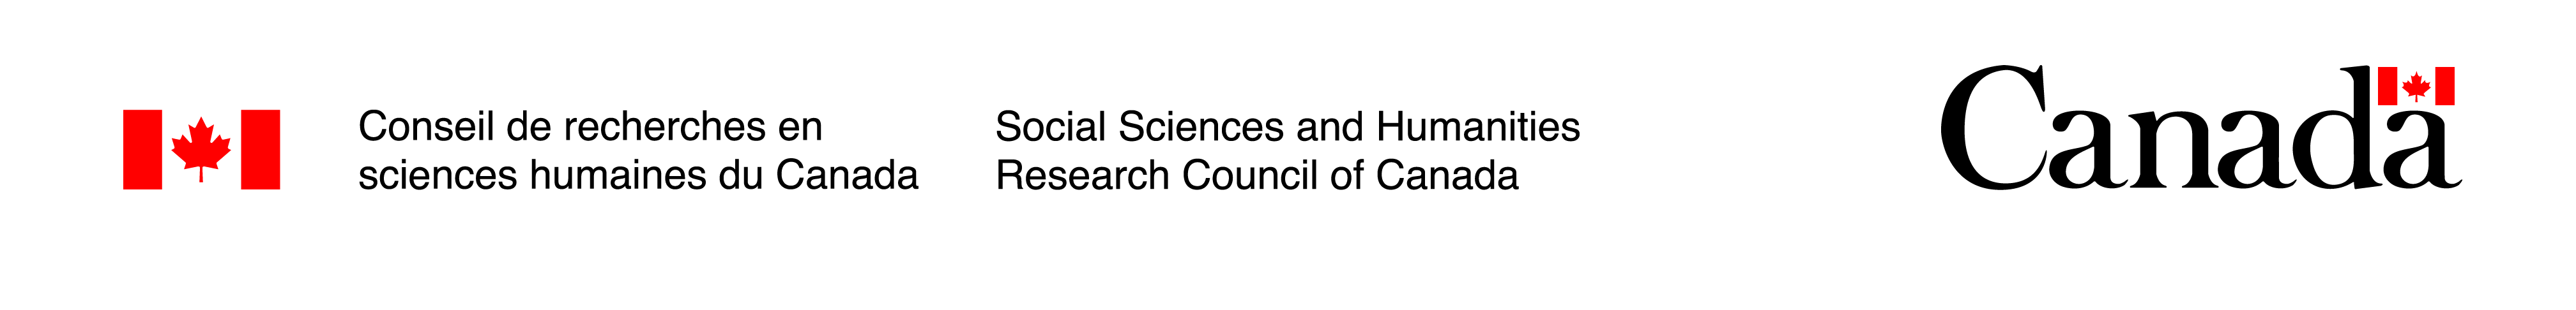 Conseil de recherches en
sciences humaines du Canada
Social Sciences and Humanities
Research Council of Canada
Canada